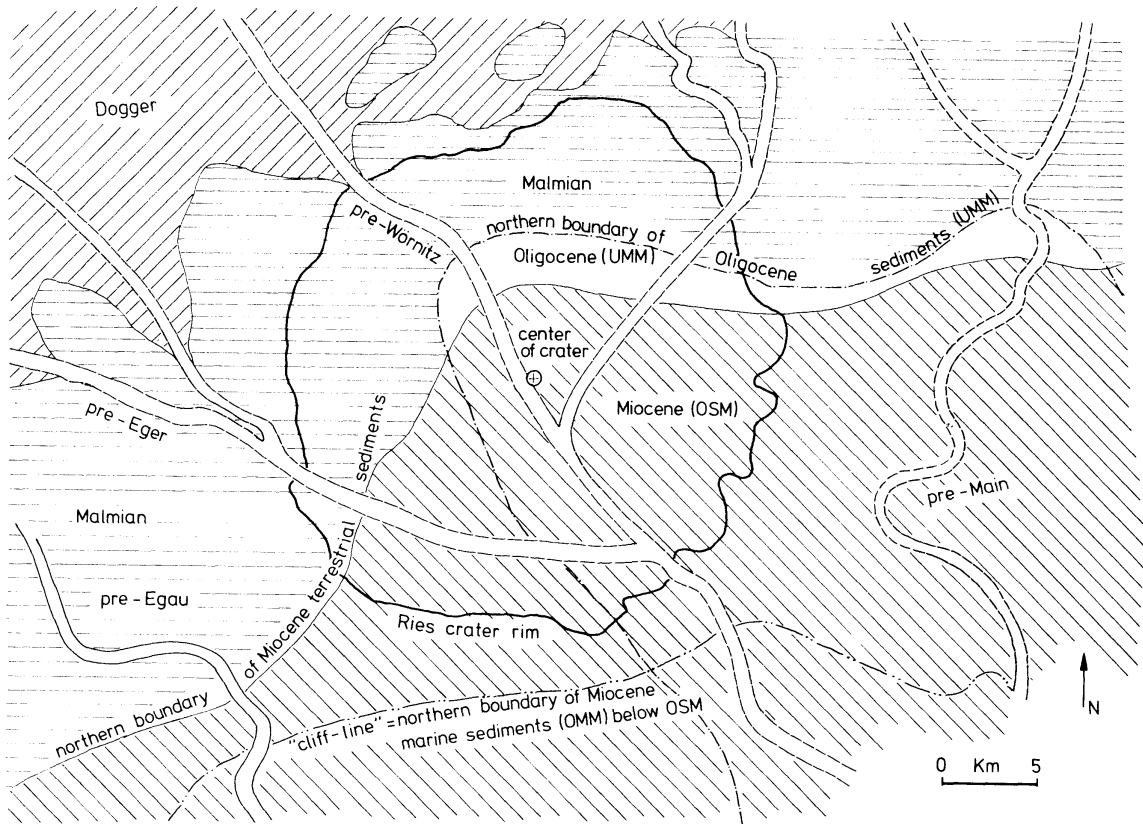 Dogger
Malmian
pre-Wörnitz
northern boundary of
Oligocene (UMM)
Oligocene
sediments (UMM)
center
of crater
Miocene (OSM)
pre-Eger
sediments
pre-Main
Malmian
pre-Egau
of Miocene terrestrial
Ries crater rim
northern boundary
"cliff-line" = northern boundary of Miocene
marine sediments (OMM) below OSM
N
0 Km 5